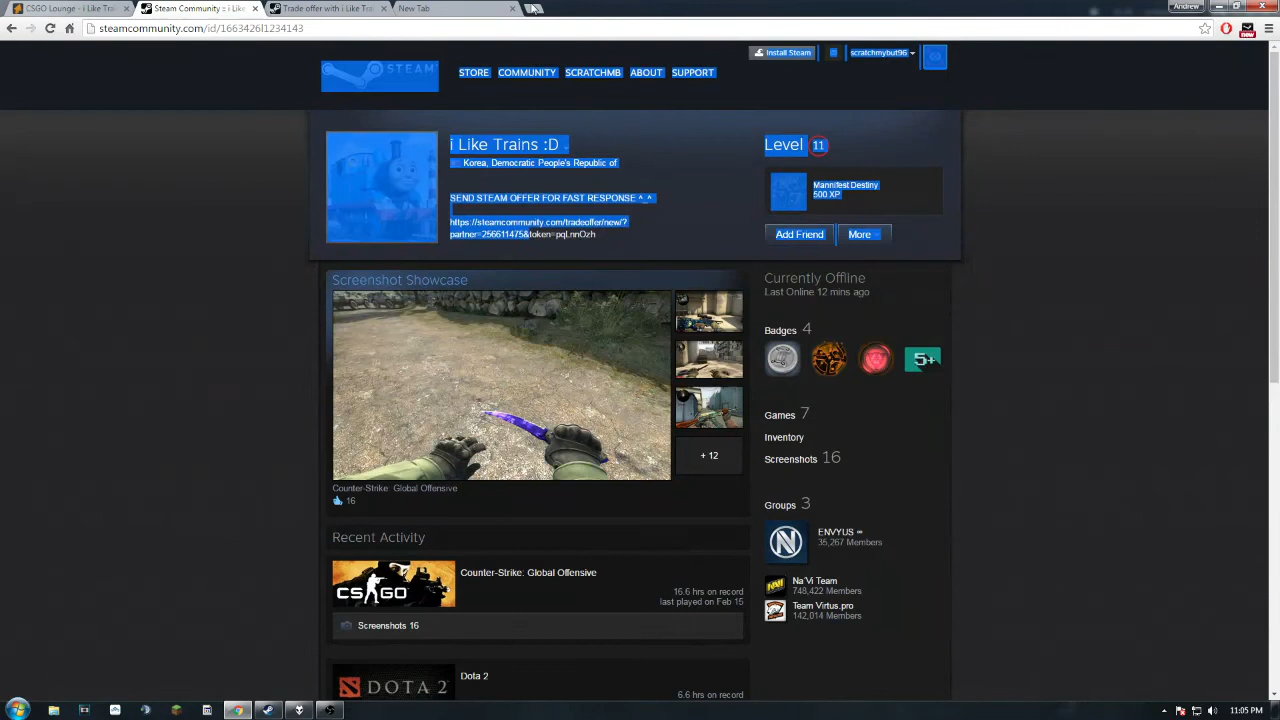 CSGO Lounge - i Like Trai
Steam Community :: i Like
Trade offer with i Like Trai
New Tab
Andrew
steamcommunity.com/id/1663426l1234143
new
Install Steam
scratchmybut96
STEAM
STORE
COMMUNITY
SCRATCHMB
ABOUT
SUPPORT
i Like Trains :D
Korea, Democratic People's Republic of
SEND STEAM OFFER FOR FAST RESPONSE ^_^
https://steamcommunity.com/tradeoffer/new/?
partner=256611475&token=pqLnnOzh
Level 11
Mannifest Destiny
500 XP
Add Friend
More
Screenshot Showcase
+ 12
Counter-Strike: Global Offensive
16
Currently Offline
Last Online 12 mins ago
Badges 4
5+
Games 7
Inventory
Screenshots 16
Groups 3
ENVYUS ∞
35,267 Members
Na`Vi Team
748,422 Members
Team Virtus.pro
142,014 Members
Recent Activity
CS GO
Counter-Strike: Global Offensive
16.6 hrs on record
last played on Feb 15
Screenshots 16
DOTA 2
Dota 2
6.6 hrs on record
11:05 PM